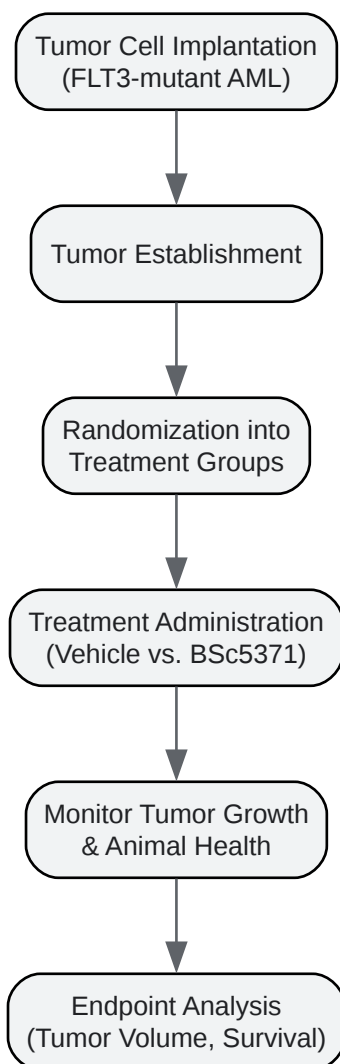 Tumor Cell Implantation
(FLT3-mutant AML)
Tumor Establishment
Randomization into
Treatment Groups
Treatment Administration
(Vehicle vs. BSc5371)
Monitor Tumor Growth
& Animal Health
Endpoint Analysis
(Tumor Volume, Survival)